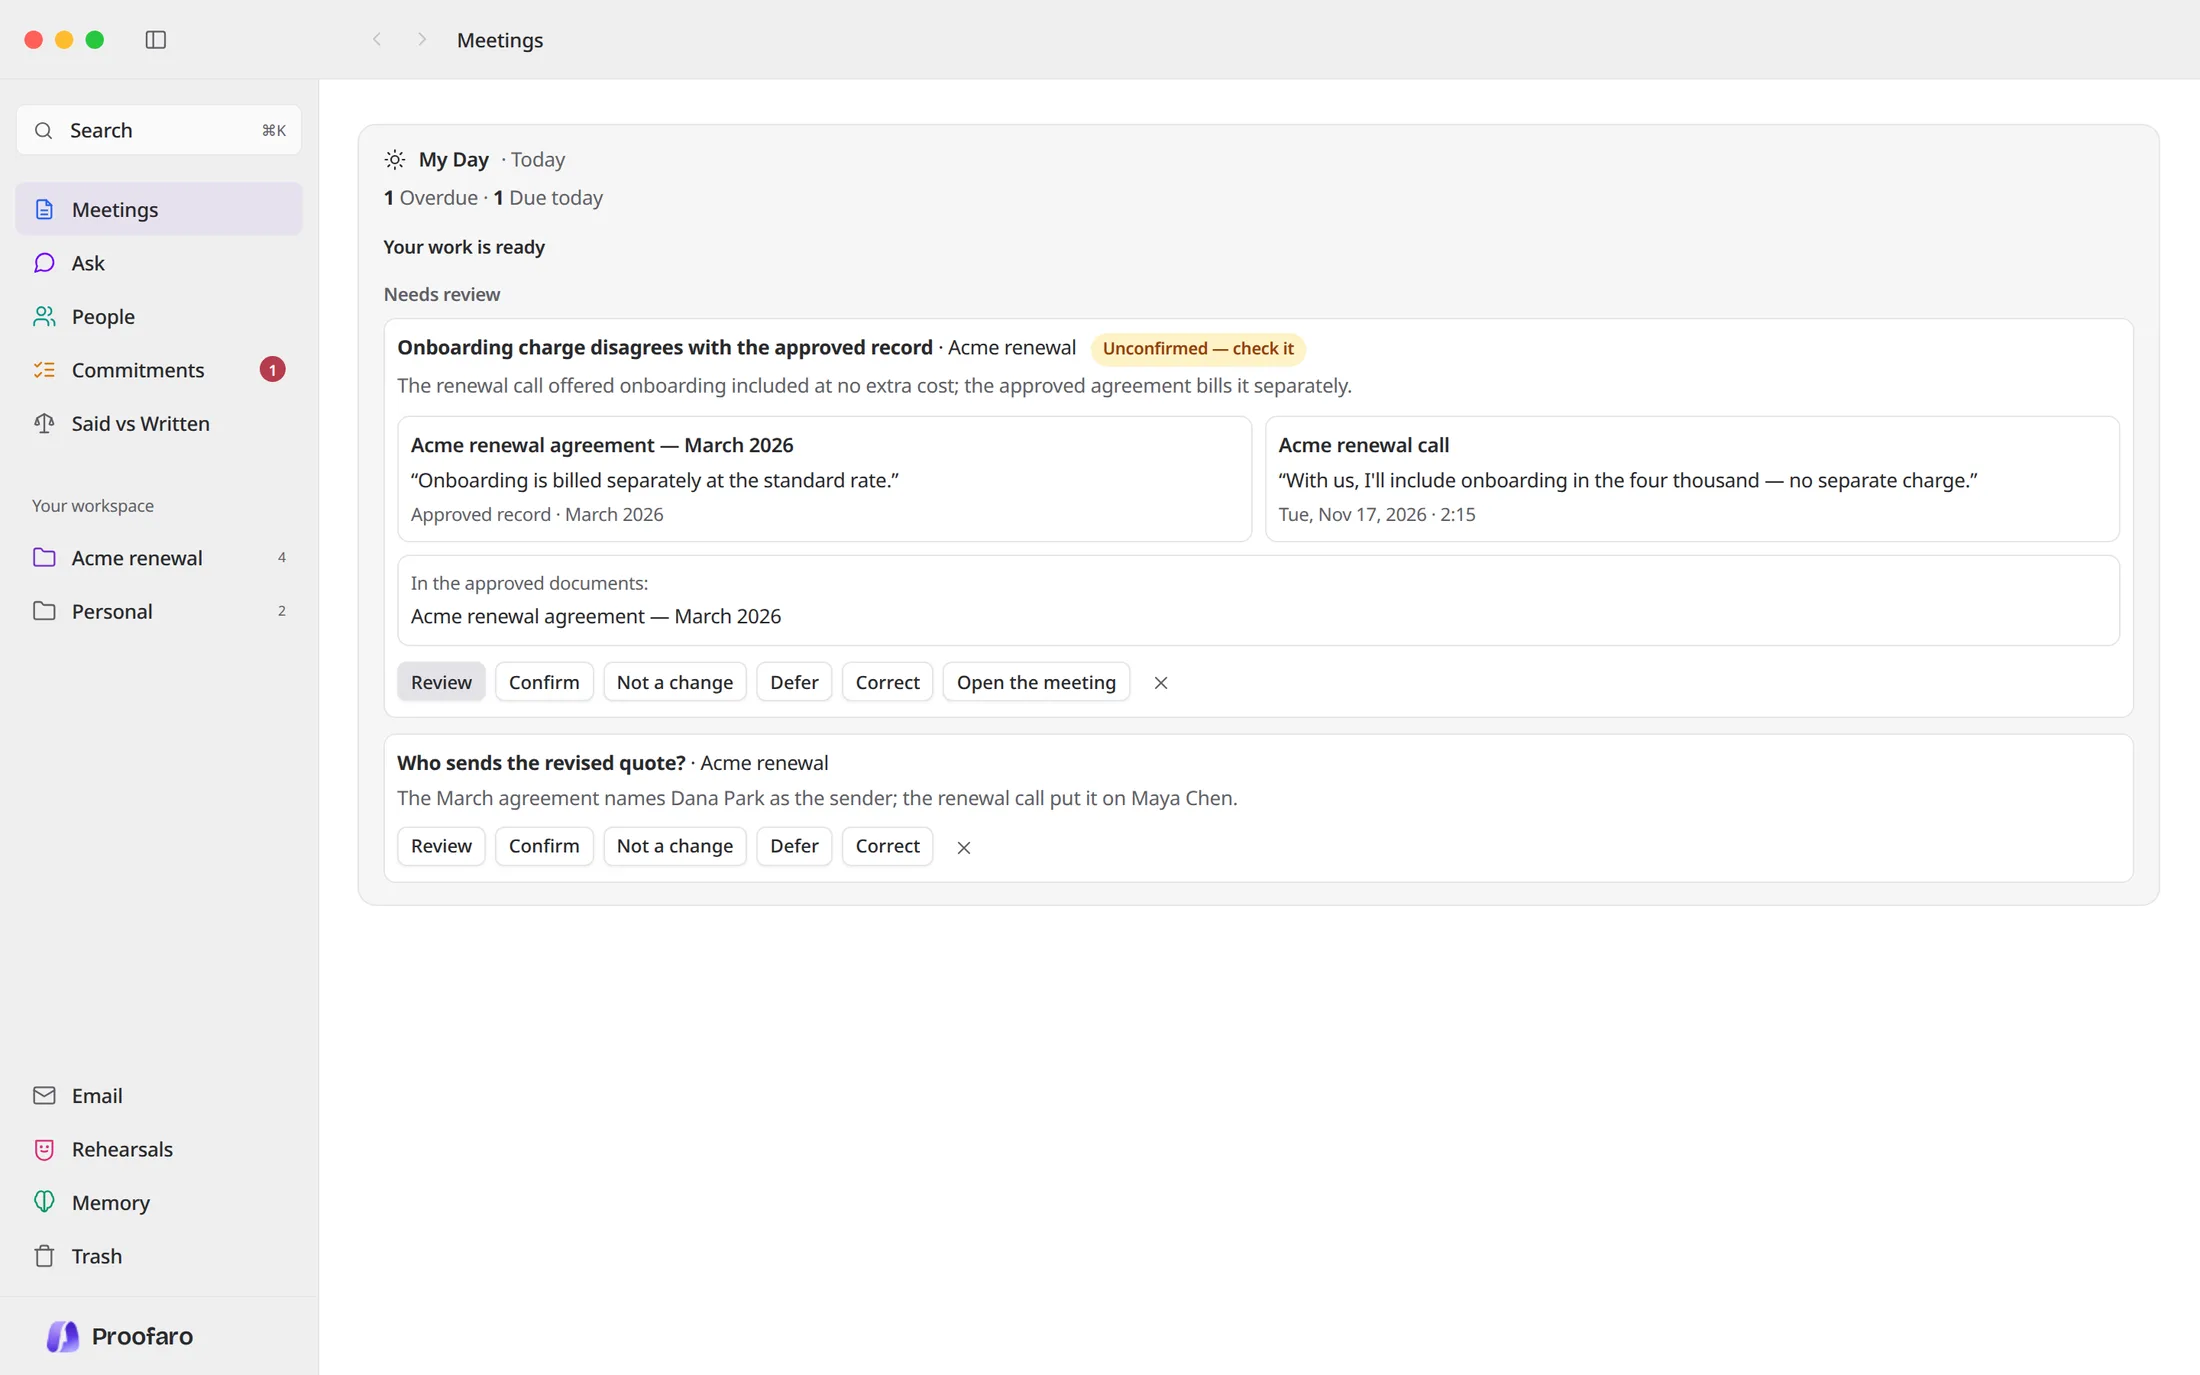 Meetings
Search ⌘K
Meetings
Ask
People
Commitments 1
Said vs Written
Your workspace
Acme renewal 4
Personal 2
Email
Rehearsals
Memory
Trash
Proofaro
My Day · Today
1 Overdue · 1 Due today
Your work is ready
Needs review
Onboarding charge disagrees with the approved record · Acme renewal Unconfirmed — check it
The renewal call offered onboarding included at no extra cost; the approved agreement bills it separately.
Acme renewal agreement — March 2026
“Onboarding is billed separately at the standard rate.”
Approved record · March 2026
Acme renewal call
“With us, I'll include onboarding in the four thousand — no separate charge.”
Tue, Nov 17, 2026 · 2:15
In the approved documents:
Acme renewal agreement — March 2026
Review Confirm Not a change Defer Correct Open the meeting
Who sends the revised quote? · Acme renewal
The March agreement names Dana Park as the sender; the renewal call put it on Maya Chen.
Review Confirm Not a change Defer Correct